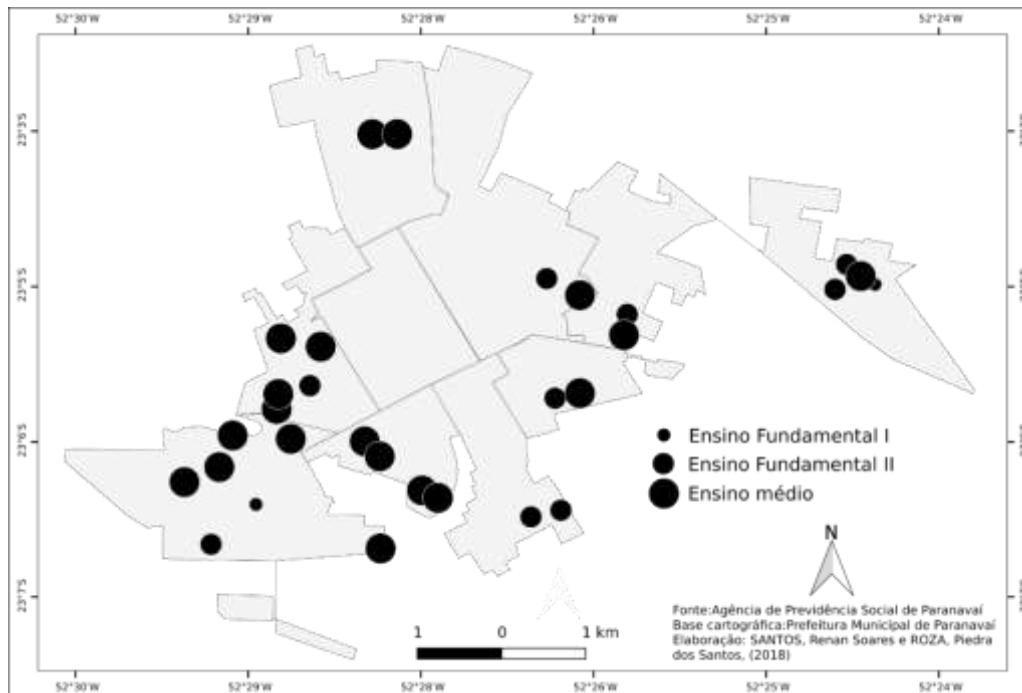 52°30'W 52°29'W 52°28'W 52°26'W 52°25'W 52°24'W
23°3'S
23°5'S
23°6'S
Ensino Fundamental I
Ensino Fundamental II
Ensino médio
N
23°7'S
Fonte:Agência de Previdência Social de Paranavaí
Base cartográfica:Prefeitura Municipal de Paranavaí
Elaboração: SANTOS, Renan Soares e ROZA, Piedra
dos Santos, (2018)
1 0 1 km
52°30'W 52°29'W 52°28'W 52°26'W 52°25'W 52°24'W